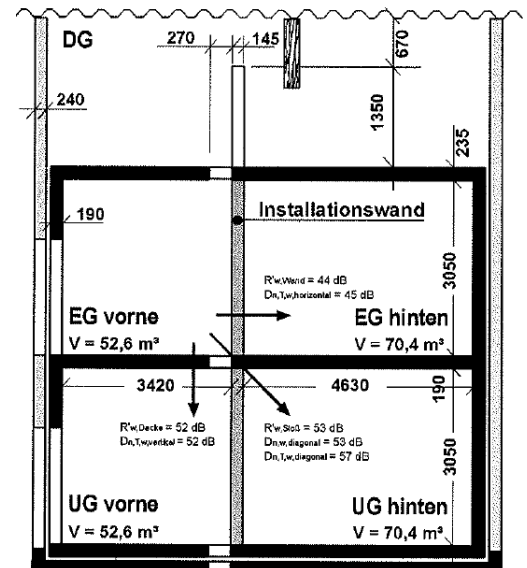 DG
270
145
670
240
1350
235
190
Installationswand
R'w,Wand = 44 dB
Dn,T,w,horizontal = 45 dB
3050
EG vorne
V = 52,6 m³
EG hinten
V = 70,4 m³
3420
4630
190
R'w,Decke = 52 dB
Dn,T,w,vertikal = 52 dB
R'w,Stoß = 53 dB
Dn,w,diagonal = 53 dB
Dn,T,w,diagonal = 57 dB
3050
UG vorne
V = 52,6 m³
UG hinten
V = 70,4 m³